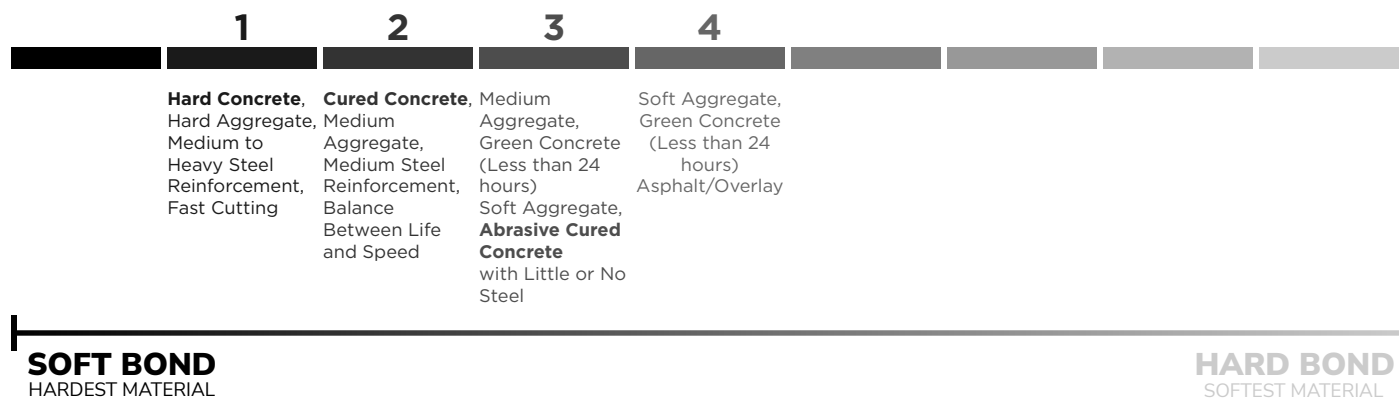 1
2
3
4
Hard Concrete,
Hard Aggregate,
Medium to
Heavy Steel
Reinforcement,
Fast Cutting
Cured Concrete,
Medium
Aggregate,
Medium Steel
Reinforcement,
Balance
Between Life
and Speed
Medium
Aggregate,
Green Concrete
(Less than 24
hours)
Soft Aggregate,
Abrasive Cured
Concrete
with Little or No
Steel
Soft Aggregate,
Green Concrete
(Less than 24
hours)
Asphalt/Overlay
SOFT BOND
HARDEST MATERIAL
HARD BOND
SOFTEST MATERIAL